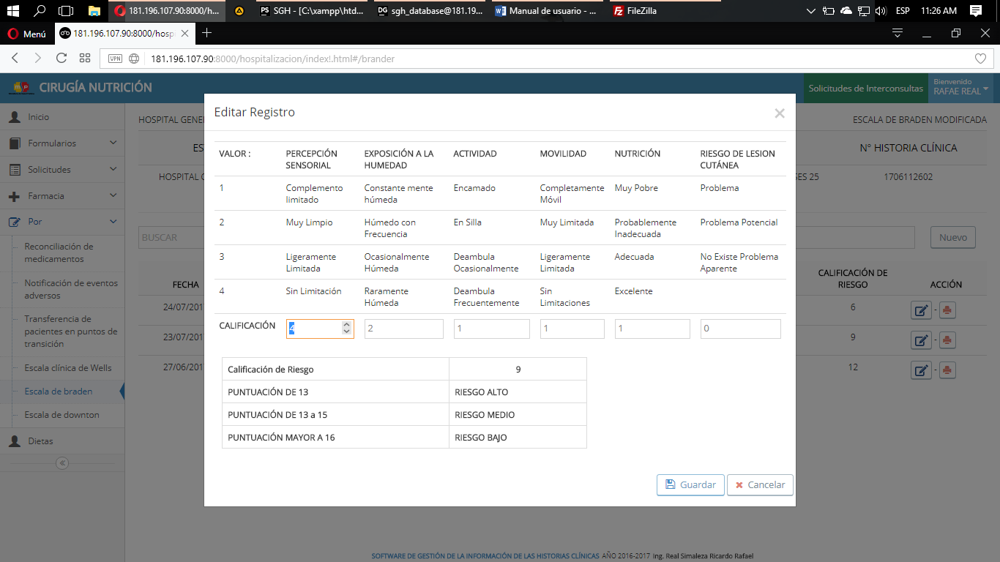 181.196.107.90:8000/h...
SGH - [C:\xampp\htd...
sgh_database@181.19...
Manual de usuario - ...
FileZilla
ESP
11:26 AM
Menú
181.196.107.90:8000/hosp
VPN
181.196.107.90:8000/hospitalizacion/index!.html#/brander
CIRUGÍA NUTRICIÓN
Solicitudes de Interconsultas
Bienvenido
RAFAE REAL
Inicio
Formularios
Solicitudes
Farmacia
Por
Reconciliación de
medicamentos
Notificación de eventos
adversos
Transferencia de
pacientes en puntos de
transición
Escala clínica de Wells
Escala de braden
Escala de downton
Dietas
HOSPITAL GENE
ESCALA DE BRADEN MODIFICADA
ES
N° HISTORIA CLÍNICA
HOSPITAL G
SES 25
1706112602
BUSCAR
Nuevo
FECHA
CALIFICACIÓN DE
RIESGO
ACCIÓN
24/07/201
6
-
23/07/201
9
-
27/06/201
12
-
Editar Registro
VALOR :
PERCEPCIÓN
SENSORIAL
EXPOSICIÓN A LA
HUMEDAD
ACTIVIDAD
MOVILIDAD
NUTRICIÓN
RIESGO DE LESION
CUTÁNEA
1
Complemento
limitado
Constante mente
húmeda
Encamado
Completamente
Móvil
Muy Pobre
Problema
2
Muy Limpio
Húmedo con
Frecuencia
En Silla
Muy Limitada
Probablemente
Inadecuada
Problema Potencial
3
Ligeramente
Limitada
Ocasionalmente
Húmeda
Deambula
Ocasionalmente
Ligeramente
Limitada
Adecuada
No Existe Problema
Aparente
4
Sin Limitación
Raramente
Húmeda
Deambula
Frecuentemente
Sin
Limitaciones
Excelente
CALIFICACIÓN
4
2
1
1
1
0
Calificación de Riesgo
9
PUNTUACIÓN DE 13
RIESGO ALTO
PUNTUACIÓN DE 13 a 15
RIESGO MEDIO
PUNTUACIÓN MAYOR A 16
RIESGO BAJO
Guardar
Cancelar
SOFTWARE DE GESTIÓN DE LA INFORMACIÓN DE LAS HISTORIAS CLÍNICAS AÑO 2016-2017 ing. Real Simaleza Ricardo Rafael